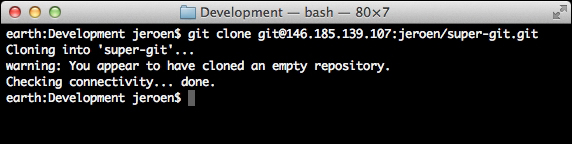 Development — bash — 80×7
earth:Development jeroen$ git clone git@146.185.139.107:jeroen/super-git.git
Cloning into 'super-git'...
warning: You appear to have cloned an empty repository.
Checking connectivity... done.
earth:Development jeroen$